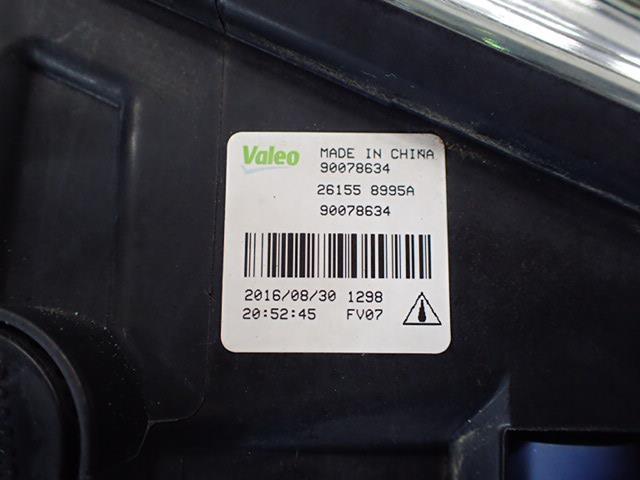 Valeo MADE IN CHINA
90078634
26155 8995A
90078634
2016/08/30 1298
20:52:45 FV07